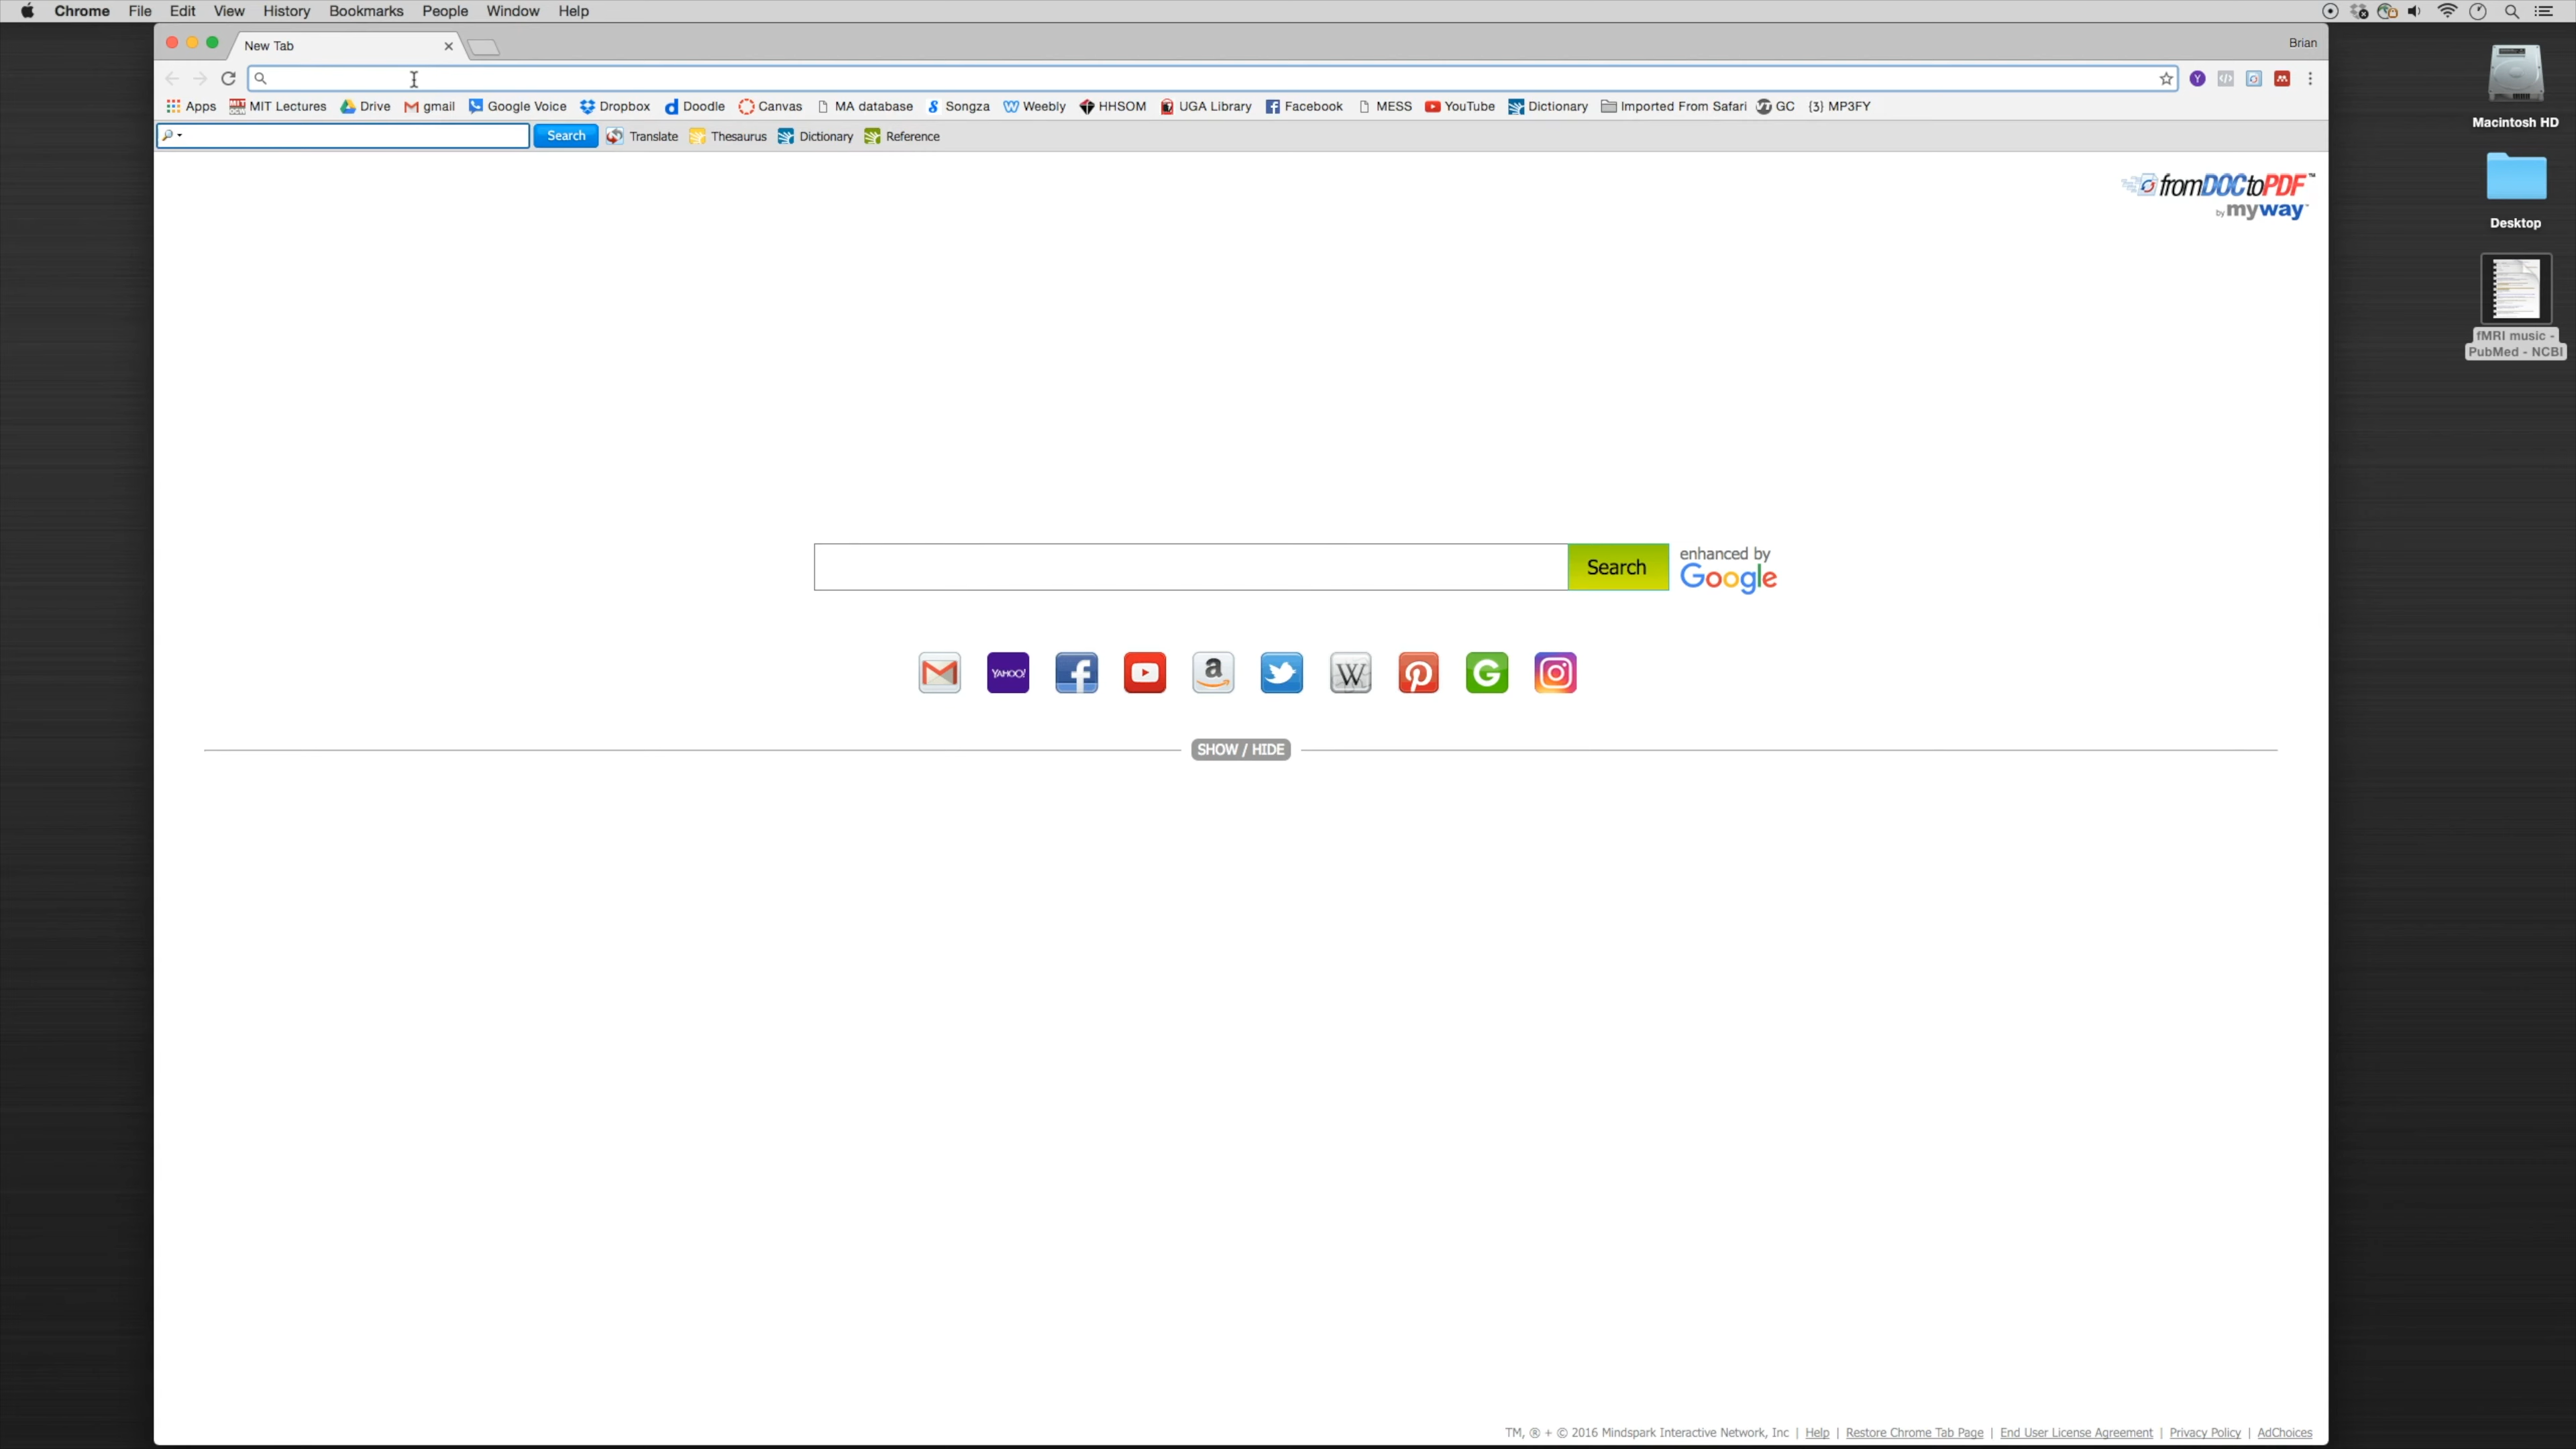 Chrome File Edit View History Bookmarks People Window Help
New Tab
Brian
Apps MIT Lectures Drive gmail Google Voice Dropbox Doodle Canvas MA database Songza Weebly HHSOM UGA Library Facebook MESS YouTube Dictionary Imported From Safari GC {3} MP3FY
Search Translate Thesaurus Dictionary Reference
Macintosh HD
fromDOCtoPDF™
by myway™
Desktop
fMRI music -
PubMed - NCBI
Search enhanced by
Google
YAHOO!
SHOW / HIDE
TM, ® + © 2016 Mindspark Interactive Network, Inc | Help | Restore Chrome Tab Page | End User License Agreement | Privacy Policy | AdChoices